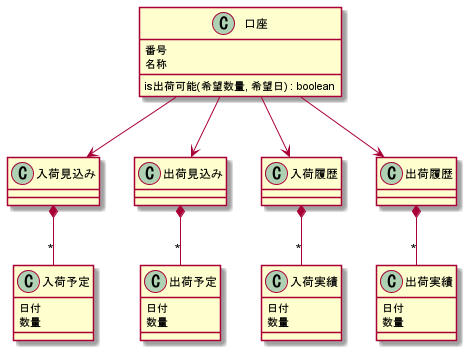 C 口座
番号
名称
is出荷可能(希望数量, 希望日) : boolean
C 入荷見込み
C 出荷見込み
C 入荷履歴
C 出荷履歴
*
*
*
*
C 入荷予定
C 出荷予定
C 入荷実績
C 出荷実績
日付
日付
日付
日付
数量
数量
数量
数量